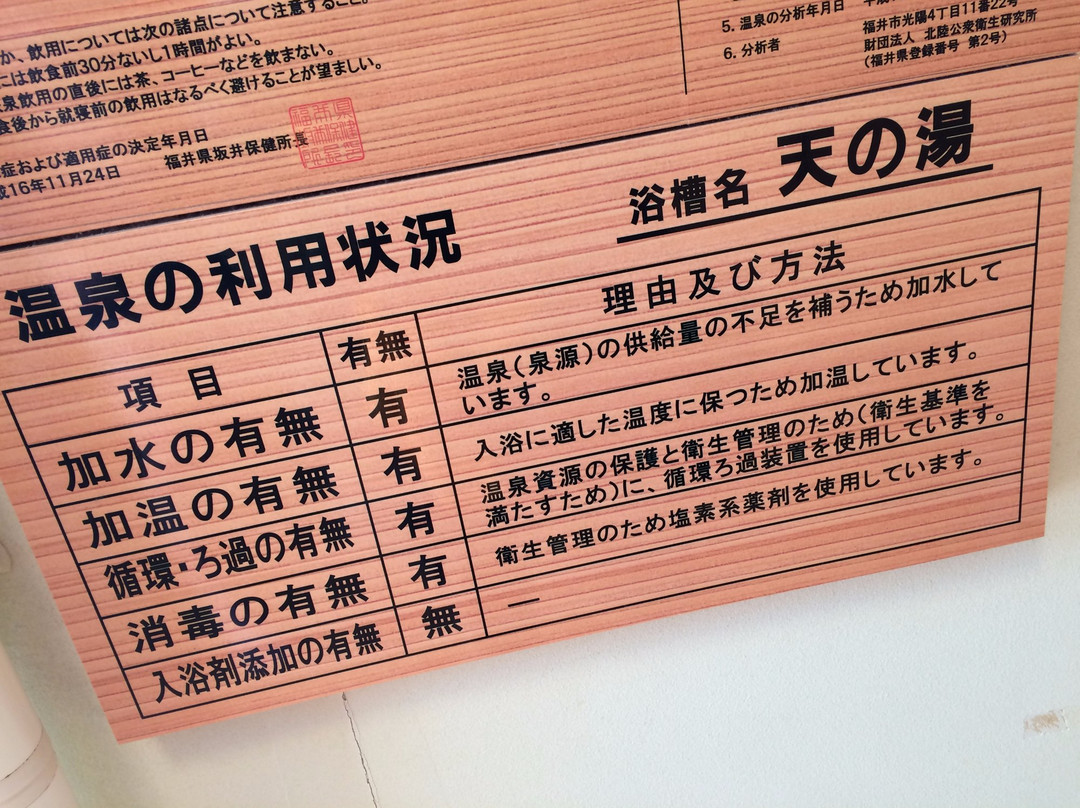 か、飲用については次の諸点について注意すること。
には飲食前30分ないし1時間がよい。
泉飲用の直後には茶、コーヒーなどを飲まない。
食後から就寝前の飲用はなるべく避けることが望ましい。
症および適用症の決定年月日
成16年11月24日
福井県坂井保健所長
5. 温泉の分析年月日
6. 分析者
福井市光陽4丁目11番22号
財団法人 北陸公衆衛生研究所
(福井県登録番号 第2号)
温泉の利用状況
浴槽名 天の湯
項目 有無 理由及び方法
加水の有無 有 温泉(泉源)の供給量の不足を補うため加水して
います。
加温の有無 有 入浴に適した温度に保つため加温しています。
循環・ろ過の有無 有 温泉資源の保護と衛生管理のため(衛生基準を
満たすため)に、循環ろ過装置を使用しています。
消毒の有無 有 衛生管理のため塩素系薬剤を使用しています。
入浴剤添加の有無 無 ―